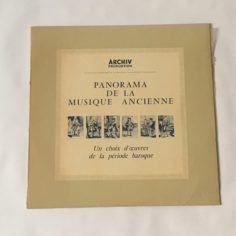 ARCHIV
PRODUKTION
PANORAMA
DE LA
MUSIQUE ANCIENNE
Un choix d'œuvres
de la période baroque